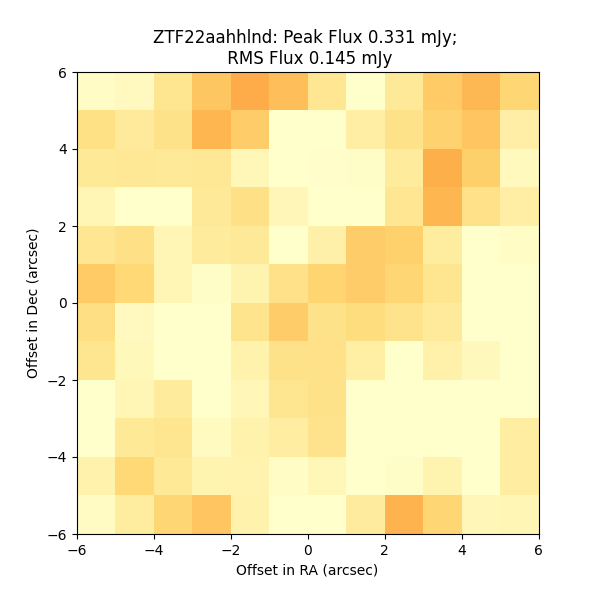 ZTF22aahhlnd: Peak Flux 0.331 mJy;
RMS Flux 0.145 mJy
6
4
2
0
−2
−4
−6
Offset in Dec (arcsec)
−6 −4 −2 0 2 4 6
Offset in RA (arcsec)